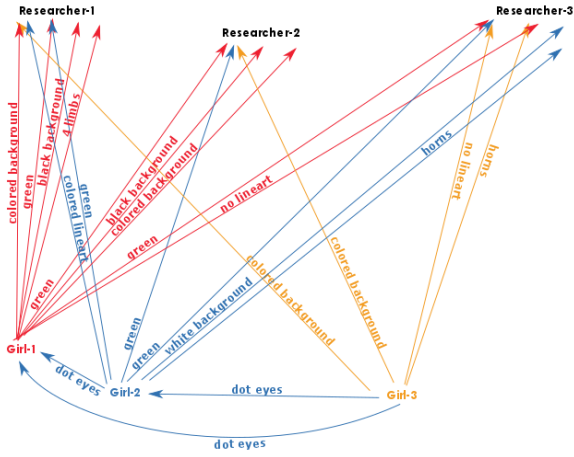 Researcher-1
Researcher-2
Researcher-3
colored background
green
black background
4 limbs
colored lineart
green
green
black background
colored background
green
no lineart
green
green
white background
horns
colored background
colored background
no lineart
horns
Girl-1
Girl-2
Girl-3
dot eyes
dot eyes
dot eyes